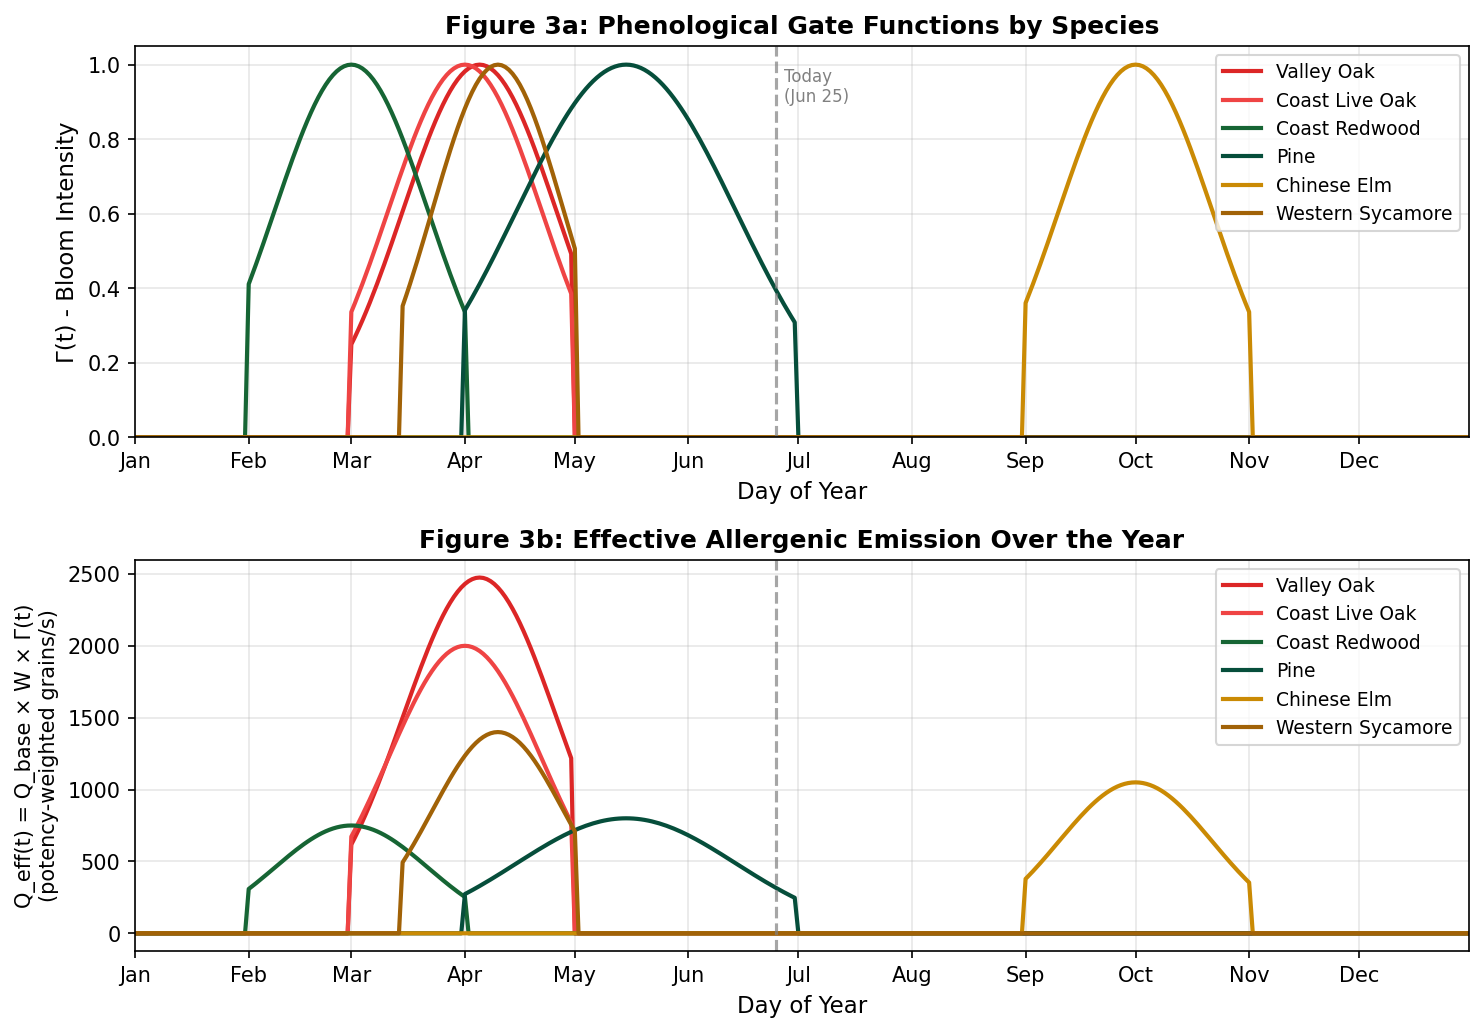 Figure 3a: Phenological Gate Functions by Species
Γ(t) - Bloom Intensity
1.0
0.8
0.6
0.4
0.2
0.0
Today
(Jun 25)
Valley Oak
Coast Live Oak
Coast Redwood
Pine
Chinese Elm
Western Sycamore
Jan Feb Mar Apr May Jun Jul Aug Sep Oct Nov Dec
Day of Year
Figure 3b: Effective Allergenic Emission Over the Year
Q_eff(t) = Q_base × W × Γ(t)
(potency-weighted grains/s)
2500
2000
1500
1000
500
0
Valley Oak
Coast Live Oak
Coast Redwood
Pine
Chinese Elm
Western Sycamore
Jan Feb Mar Apr May Jun Jul Aug Sep Oct Nov Dec
Day of Year